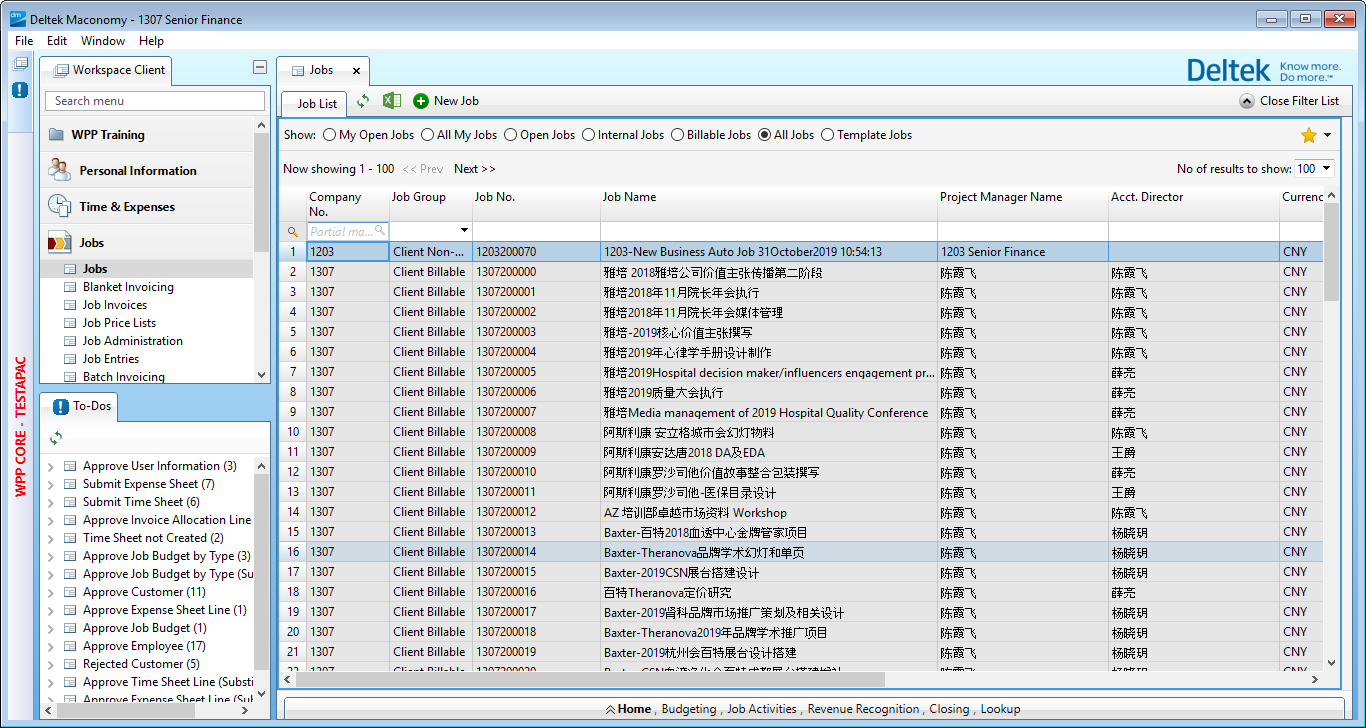 Deltek Maconomy - 1307 Senior Finance
File Edit Window Help
Workspace Client
Search menu
WPP Training
Personal Information
Time & Expenses
Jobs
Jobs
Blanket Invoicing
Job Invoices
Job Price Lists
Job Administration
Job Entries
Batch Invoicing
WPP CORE - TESTAPAC
To-Dos
Approve User Information (3)
Submit Expense Sheet (7)
Submit Time Sheet (6)
Approve Invoice Allocation Line
Time Sheet not Created (2)
Approve Job Budget by Type (3)
Approve Job Budget by Type (Su
Approve Customer (11)
Approve Expense Sheet Line (1)
Approve Job Budget (1)
Approve Employee (17)
Rejected Customer (5)
Approve Time Sheet Line (Substi
Approve Expense Sheet Line (Sul
Jobs
Deltek Know more. Do more.™
Job List New Job Close Filter List
Show: My Open Jobs All My Jobs Open Jobs Internal Jobs Billable Jobs All Jobs Template Jobs
Now showing 1 - 100 << Prev Next >> No of results to show: 100
Company No. Job Group Job No. Job Name Project Manager Name Acct. Director Currenc
Partial ma...
1 1203 Client Non-... 1203200070 1203-New Business Auto Job 31October2019 10:54:13 1203 Senior Finance CNY
2 1307 Client Billable 1307200000 雅培 2018雅培公司价值主张传播第二阶段 陈霞飞 陈霞飞 CNY
3 1307 Client Billable 1307200001 雅培2018年11月院长年会执行 陈霞飞 陈霞飞 CNY
4 1307 Client Billable 1307200002 雅培2018年11月院长年会媒体管理 陈霞飞 陈霞飞 CNY
5 1307 Client Billable 1307200003 雅培-2019核心价值主张撰写 陈霞飞 陈霞飞 CNY
6 1307 Client Billable 1307200004 雅培2019年心律学手册设计制作 陈霞飞 陈霞飞 CNY
7 1307 Client Billable 1307200005 雅培2019Hospital decision maker/influencers engagement pr... 陈霞飞 薛亮 CNY
8 1307 Client Billable 1307200006 雅培2019质量大会执行 陈霞飞 薛亮 CNY
9 1307 Client Billable 1307200007 雅培Media management of 2019 Hospital Quality Conference 陈霞飞 薛亮 CNY
10 1307 Client Billable 1307200008 阿斯利康 安立格城市会幻灯物料 陈霞飞 陈霞飞 CNY
11 1307 Client Billable 1307200009 阿斯利康安达唐2018 DA及EDA 陈霞飞 王爵 CNY
12 1307 Client Billable 1307200010 阿斯利康罗沙司他价值故事整合包装撰写 陈霞飞 薛亮 CNY
13 1307 Client Billable 1307200011 阿斯利康罗沙司他-医保目录设计 陈霞飞 王爵 CNY
14 1307 Client Billable 1307200012 AZ 培训部卓越市场资料 Workshop 陈霞飞 陈霞飞 CNY
15 1307 Client Billable 1307200013 Baxter-百特2018血透中心金牌管家项目 陈霞飞 杨晓玥 CNY
16 1307 Client Billable 1307200014 Baxter-Theranova品牌学术幻灯和单页 陈霞飞 杨晓玥 CNY
17 1307 Client Billable 1307200015 Baxter-2019CSN展台搭建设计 陈霞飞 杨晓玥 CNY
18 1307 Client Billable 1307200016 百特Theranova定价研究 陈霞飞 薛亮 CNY
19 1307 Client Billable 1307200017 Baxter-2019肾科品牌市场推广策划及相关设计 陈霞飞 杨晓玥 CNY
20 1307 Client Billable 1307200018 Baxter-Theranova2019年品牌学术推广项目 陈霞飞 杨晓玥 CNY
21 1307 Client Billable 1307200019 Baxter-2019杭州会百特展台设计搭建 陈霞飞 杨晓玥 CNY
22 1307 Client Billable 1307200020
Home , Budgeting , Job Activities , Revenue Recognition , Closing , Lookup